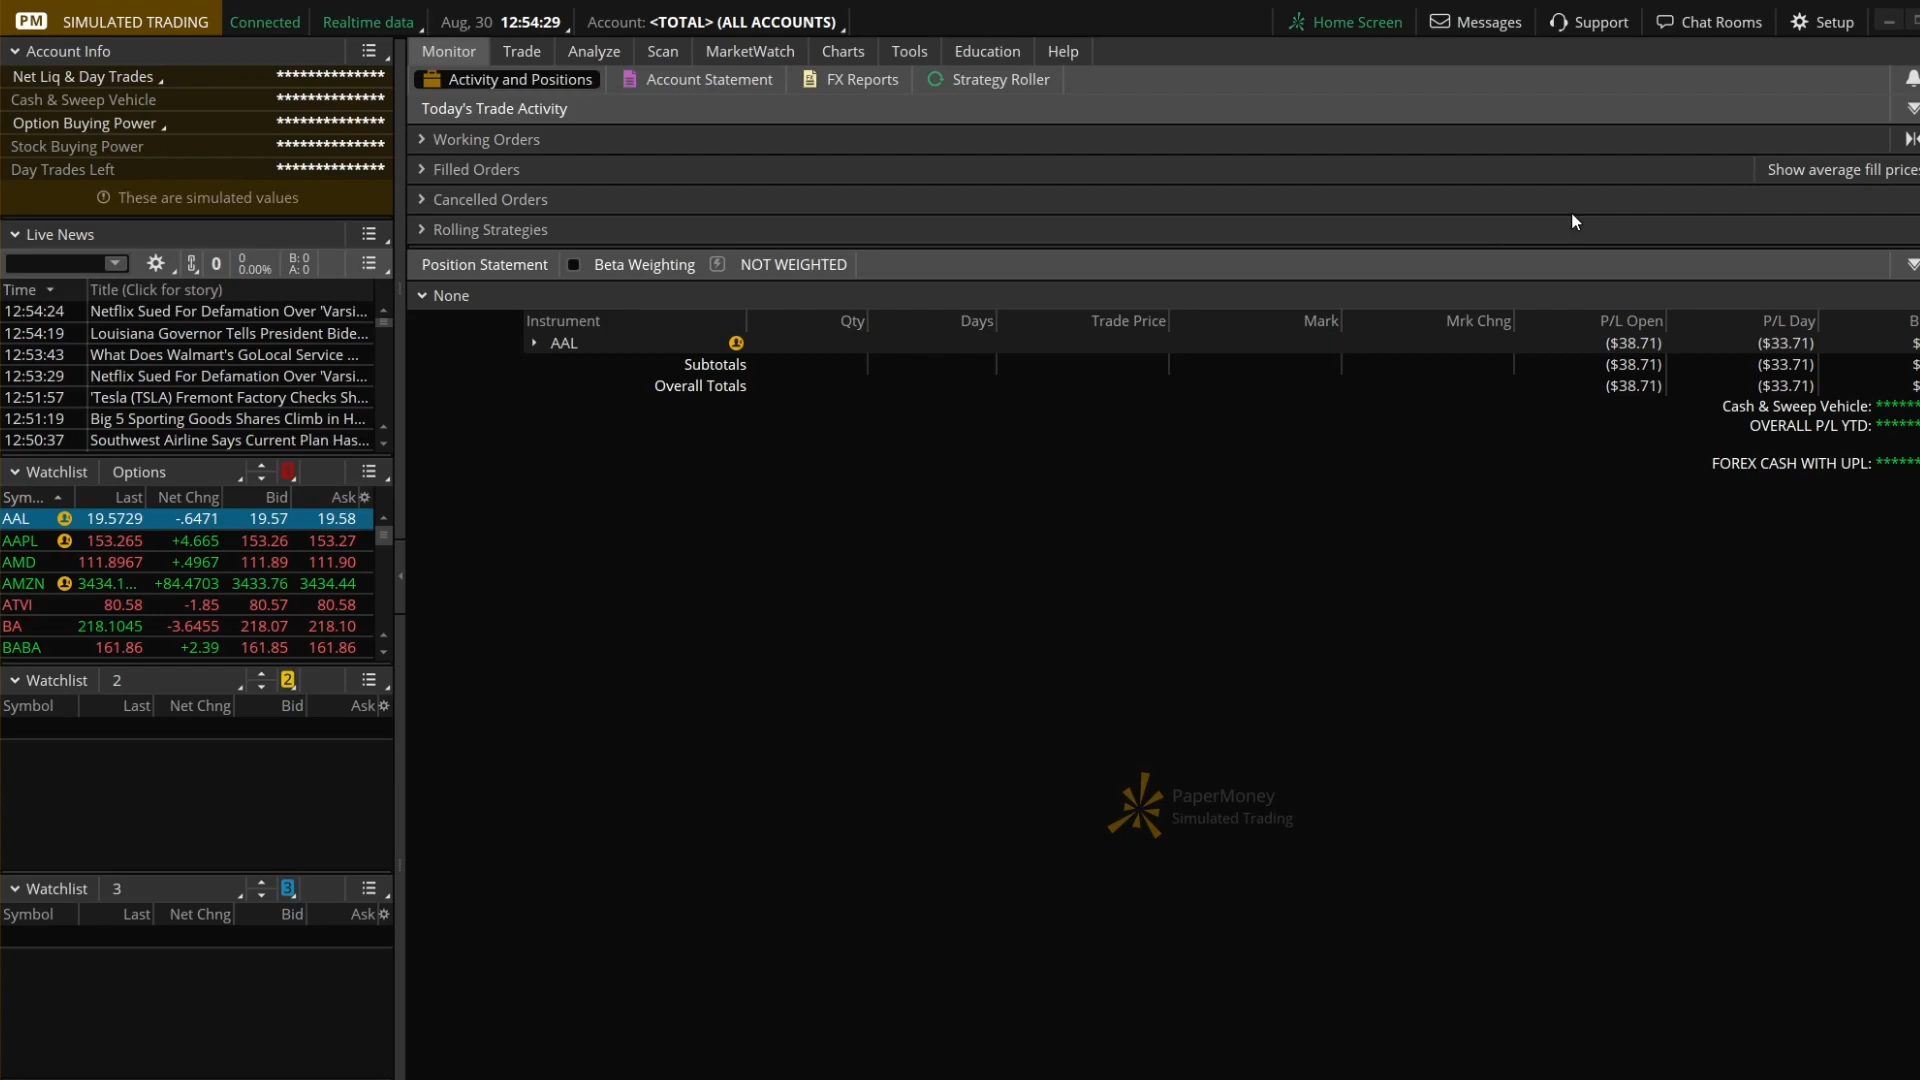 PM SIMULATED TRADING Connected Realtime data Aug, 30 12:54:29 Account: <TOTAL> (ALL ACCOUNTS) Home Screen Messages Support Chat Rooms Setup
Account Info
Net Liq & Day Trades **************
Cash & Sweep Vehicle **************
Option Buying Power **************
Stock Buying Power **************
Day Trades Left **************
These are simulated values
Live News
0 0 0.00% B: 0 A: 0
Time Title (Click for story)
12:54:24 Netflix Sued For Defamation Over 'Varsi...
12:54:19 Louisiana Governor Tells President Bide...
12:53:43 What Does Walmart's GoLocal Service ...
12:53:29 Netflix Sued For Defamation Over 'Varsi...
12:51:57 'Tesla (TSLA) Fremont Factory Checks Sh...
12:51:19 Big 5 Sporting Goods Shares Climb in H...
12:50:37 Southwest Airline Says Current Plan Has...
Watchlist Options
Sym... Last Net Chng Bid Ask
AAL 19.5729 -.6471 19.57 19.58
AAPL 153.265 +4.665 153.26 153.27
AMD 111.8967 +.4967 111.89 111.90
AMZN 3434.1... +84.4703 3433.76 3434.44
ATVI 80.58 -1.85 80.57 80.58
BA 218.1045 -3.6455 218.07 218.10
BABA 161.86 +2.39 161.85 161.86
Watchlist 2 2
Symbol Last Net Chng Bid Ask
Watchlist 3 3
Symbol Last Net Chng Bid Ask
Monitor Trade Analyze Scan MarketWatch Charts Tools Education Help
Activity and Positions Account Statement FX Reports Strategy Roller
Today's Trade Activity
Working Orders
Filled Orders Show average fill prices
Cancelled Orders
Rolling Strategies
Position Statement Beta Weighting NOT WEIGHTED
None
Instrument Qty Days Trade Price Mark Mrk Chng P/L Open P/L Day B
AAL ($38.71) ($33.71) $
Subtotals ($38.71) ($33.71) $
Overall Totals ($38.71) ($33.71) $
Cash & Sweep Vehicle: ******
OVERALL P/L YTD: ******
FOREX CASH WITH UPL: ******
PaperMoney
Simulated Trading